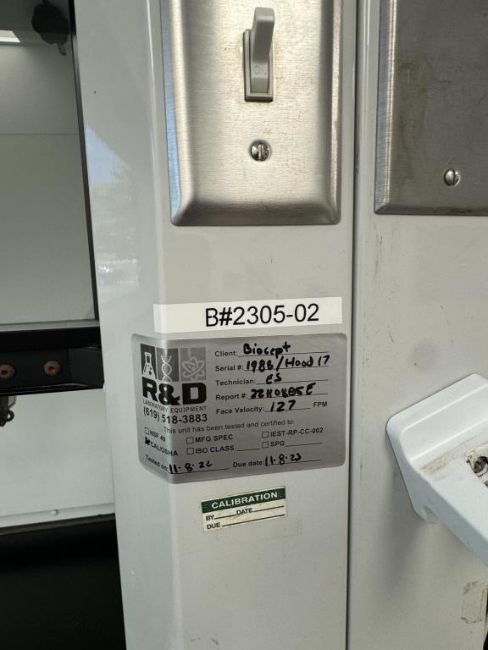 B#2305-02
R&D
LABORATORY EQUIPMENT
(619) 518-3883
Client: Biocept
Serial #: 1986/Hood 17
Technician: ES
Report #:
Face Velocity: 127 FPM
This unit has been tested and certified to:
NSF 49
MFG SPEC
IEST-RP-CC-002
CAL/OSHA
ISO CLASS
SPG
Tested on: 11-8-22 Due date: 11-8-23
CALIBRATION
BY DATE
DUE